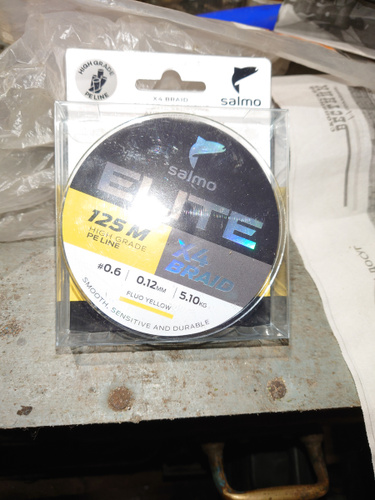 HIGH GRADE
PE LINE
X4 BRAID
salmo
salmo
ELITE
125M
HIGH GRADE
PE LINE
X4
BRAID
#0.6 0.12MM 5.10KG
FLUO YELLOW
SMOOTH, SENSITIVE AND DURABLE